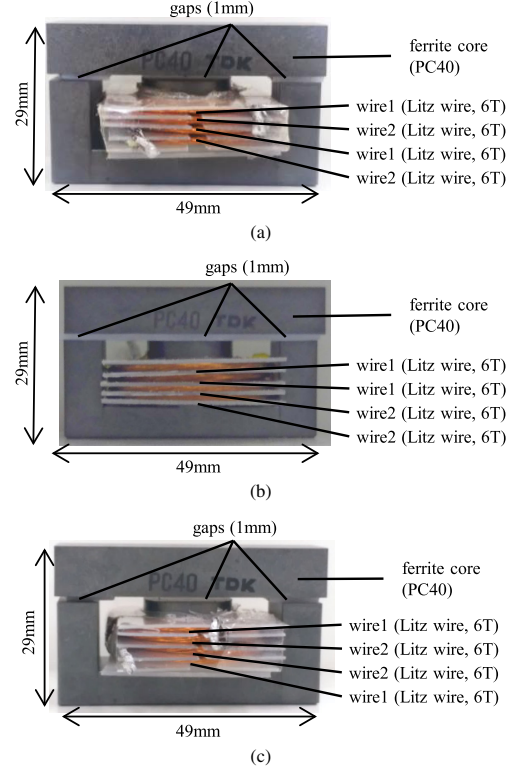 gaps (1mm)
PC40 TDK
ferrite core
(PC40)
29mm
wire1 (Litz wire, 6T)
wire2 (Litz wire, 6T)
wire1 (Litz wire, 6T)
wire2 (Litz wire, 6T)
49mm
(a)
gaps (1mm)
PC40 TDK
ferrite core
(PC40)
29mm
wire1 (Litz wire, 6T)
wire1 (Litz wire, 6T)
wire2 (Litz wire, 6T)
wire2 (Litz wire, 6T)
49mm
(b)
gaps (1mm)
PC40 TDK
ferrite core
(PC40)
29mm
wire1 (Litz wire, 6T)
wire2 (Litz wire, 6T)
wire2 (Litz wire, 6T)
wire1 (Litz wire, 6T)
49mm
(c)